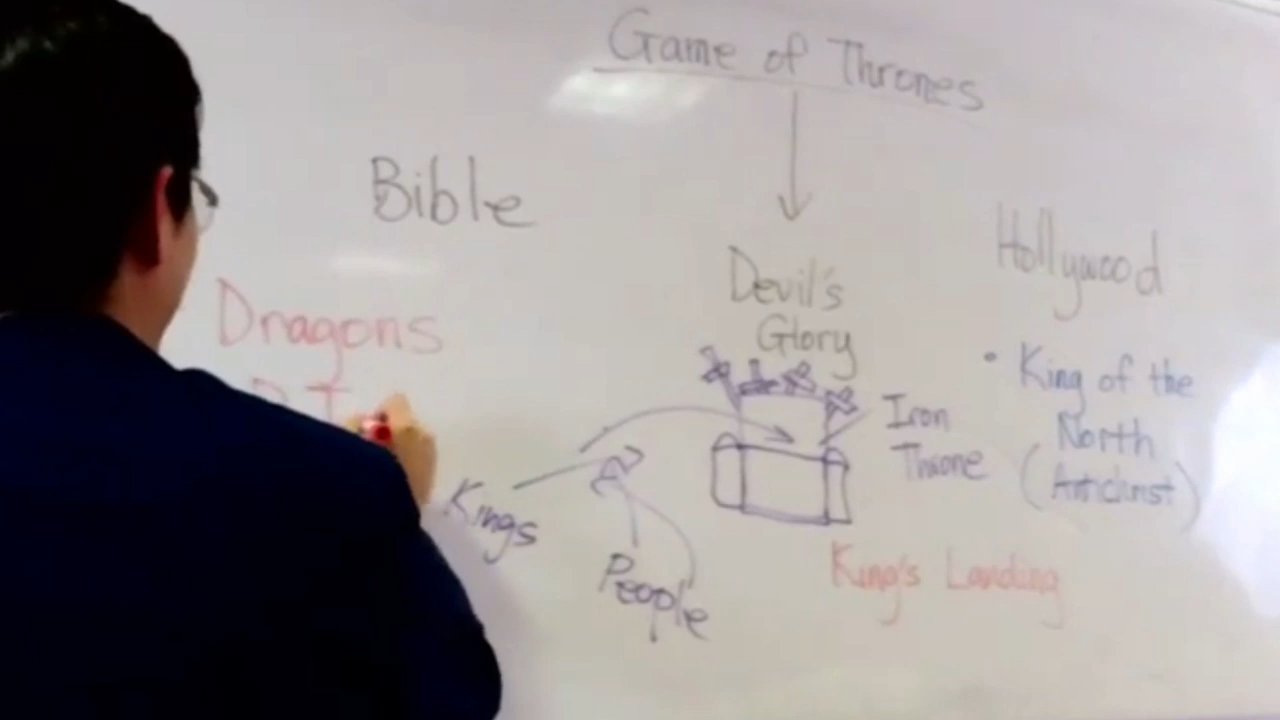 Game of Thrones
Bible
Devil's
Glory
Hollywood
Dragons
• King of the
North
(Antichrist)
Iron
Throne
Kings
People
King's Landing